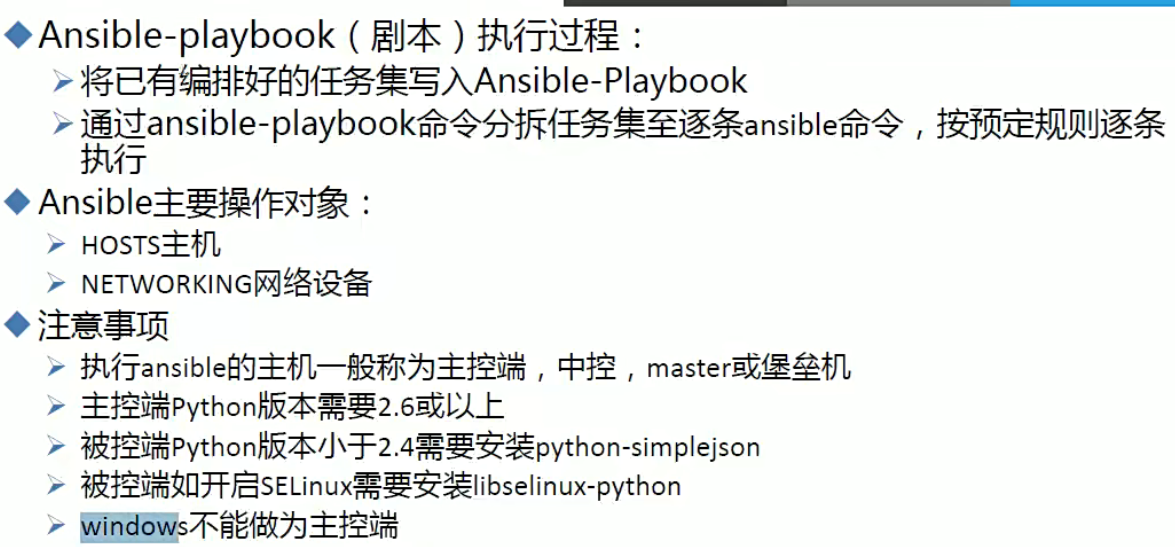 Ansible-playbook（剧本）执行过程：
将已有编排好的任务集写入Ansible-Playbook
通过ansible-playbook命令分拆任务集至逐条ansible命令，按预定规则逐条
执行
Ansible主要操作对象：
HOSTS主机
NETWORKING网络设备
注意事项
执行ansible的主机一般称为主控端，中控，master或堡垒机
主控端Python版本需要2.6或以上
被控端Python版本小于2.4需要安装python-simplejson
被控端如开启SELinux需要安装libselinux-python
windows不能做为主控端